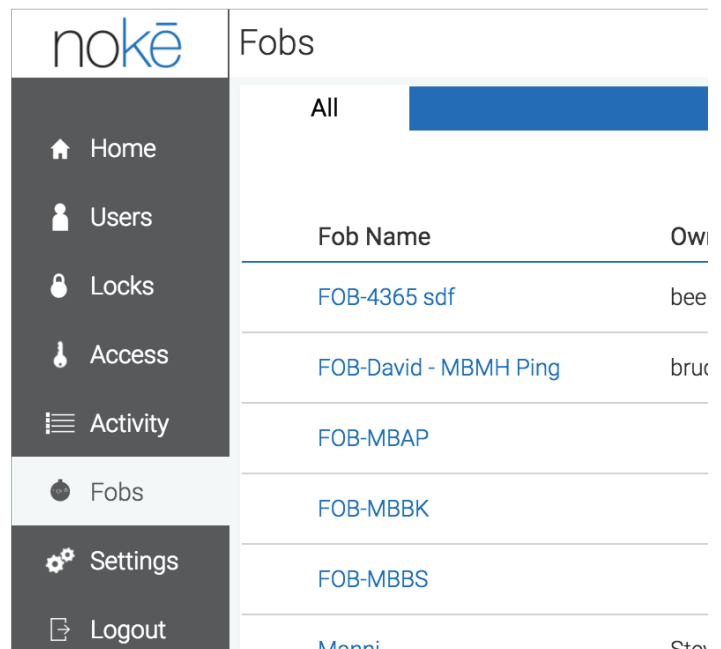 nokē
Fobs
All
Home
Users
Locks
Access
Activity
Fobs
Settings
Logout
Fob Name
FOB-4365 sdf
FOB-David - MBMH Ping
FOB-MBAP
FOB-MBBK
FOB-MBBS